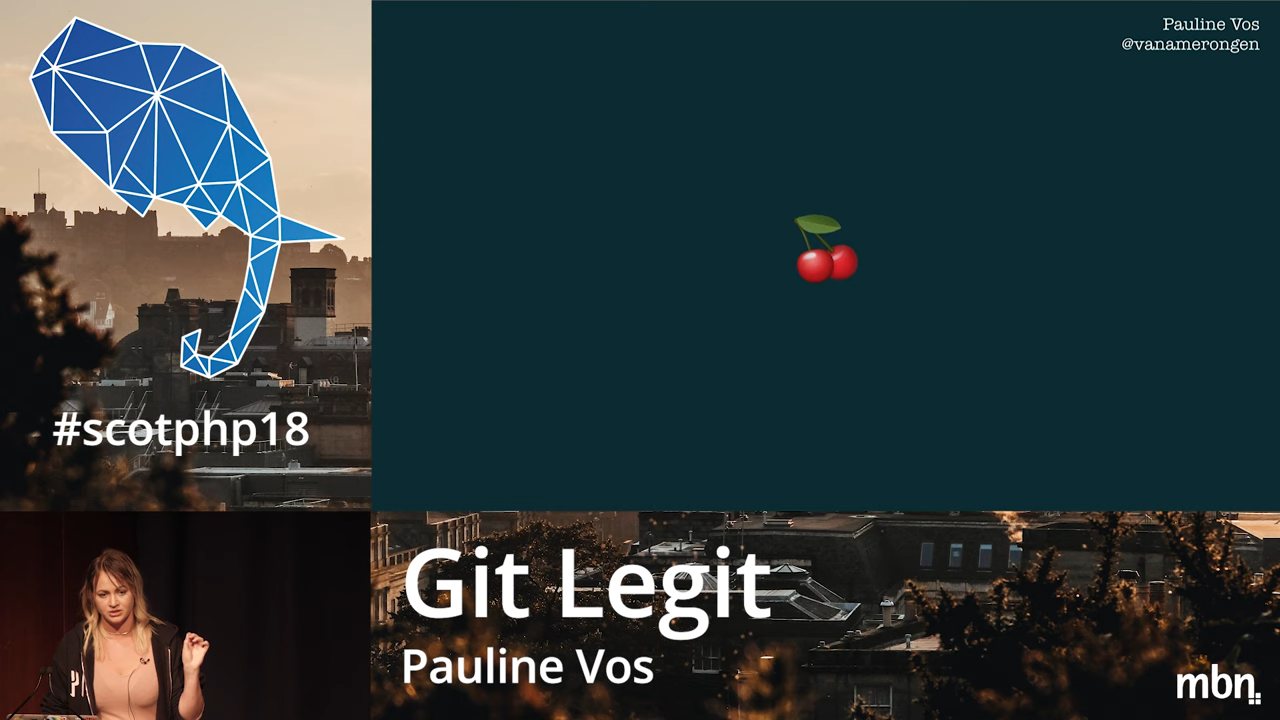 Pauline Vos
@vanamerongen
#scotphp18
Git Legit
Pauline Vos
mbn